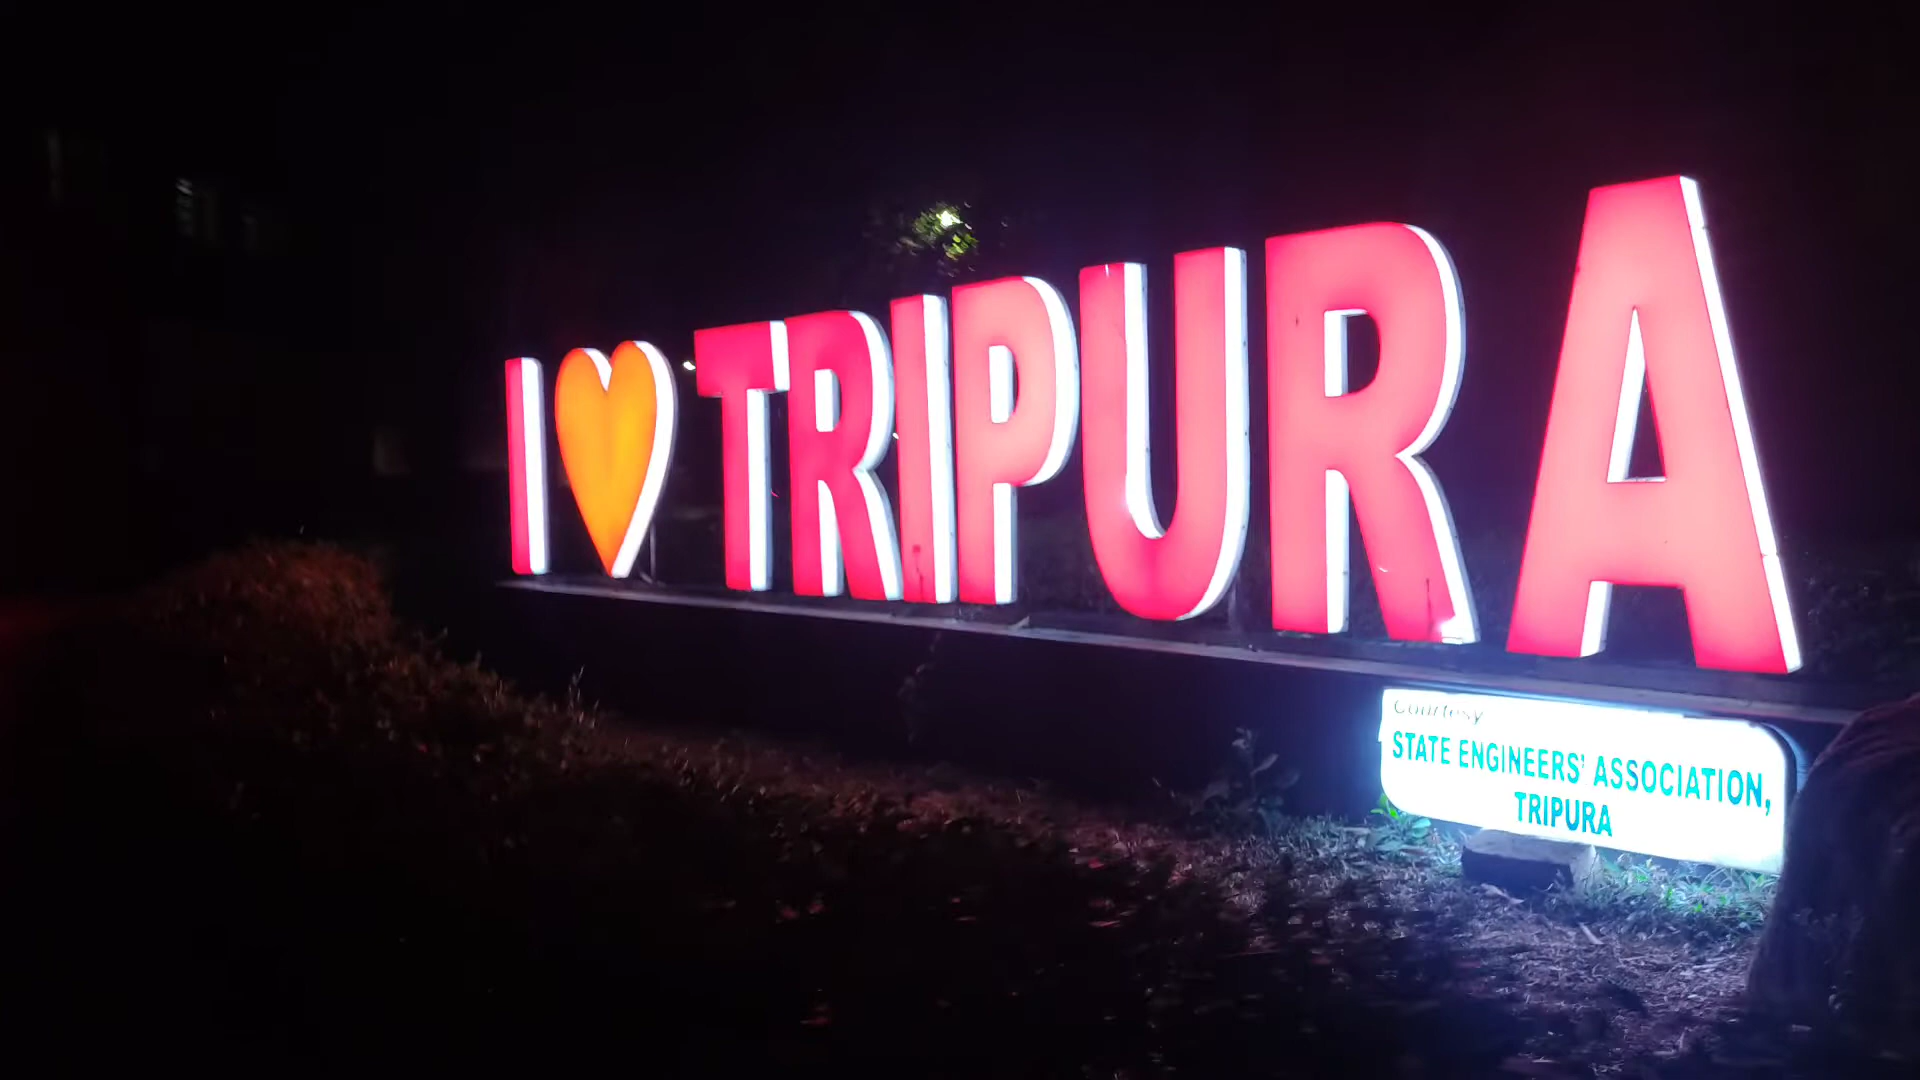 I ♥ TRIPURA
Courtesy
STATE ENGINEERS' ASSOCIATION,
TRIPURA